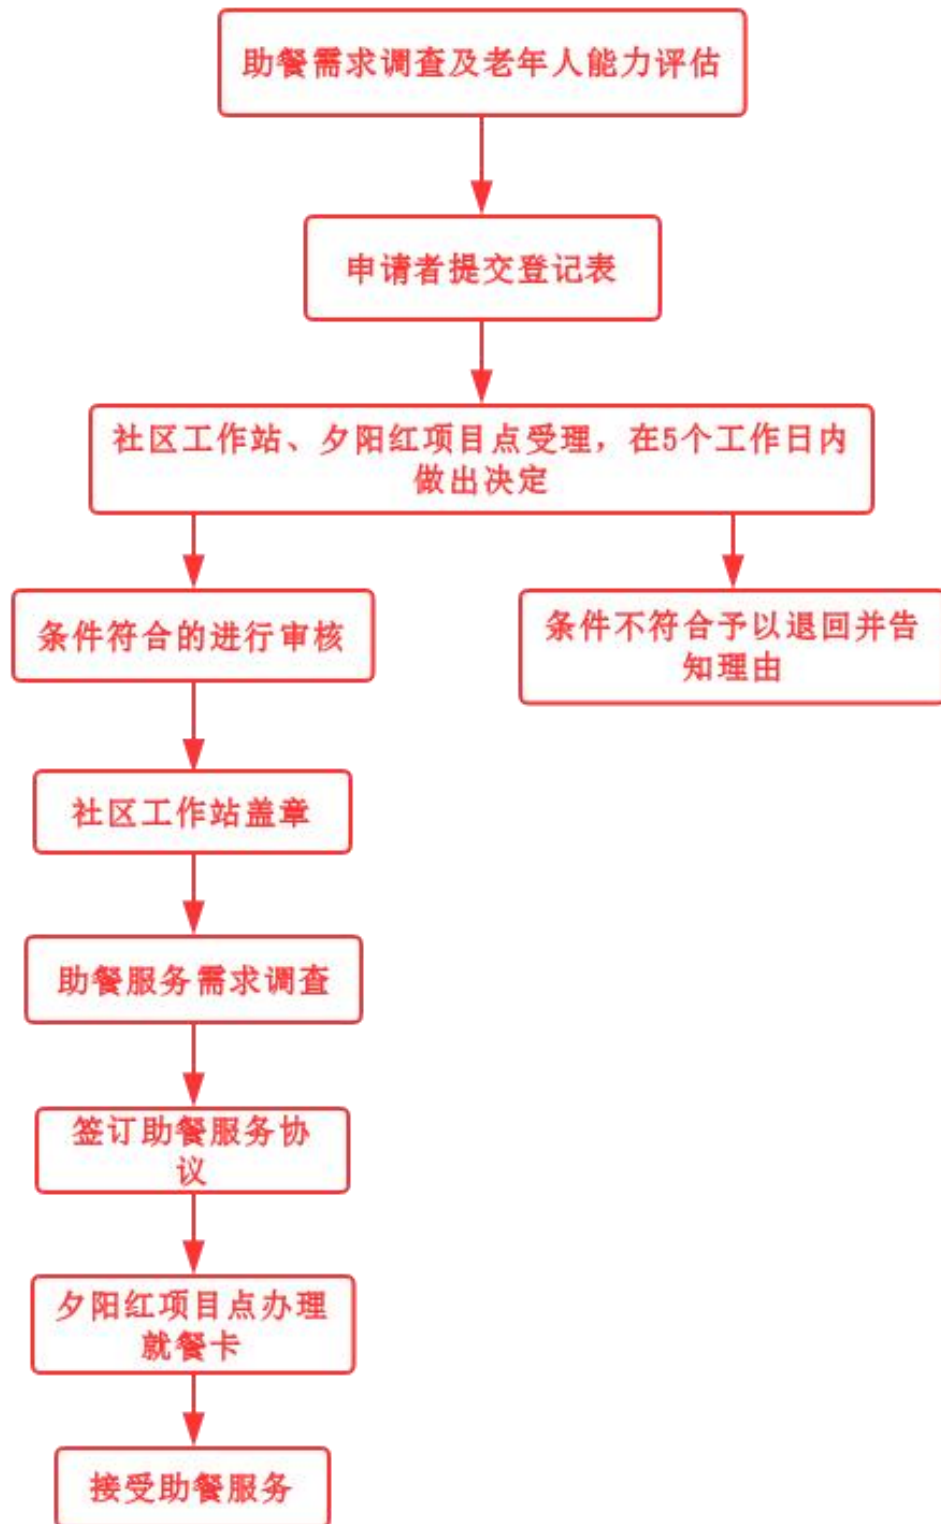 助餐需求调查及老年人能力评估
申请者提交登记表
社区工作站、夕阳红项目点受理，在5个工作日内
做出决定
条件符合的进行审核
条件不符合予以退回并告
知理由
社区工作站盖章
助餐服务需求调查
签订助餐服务协
议
夕阳红项目点办理
就餐卡
接受助餐服务